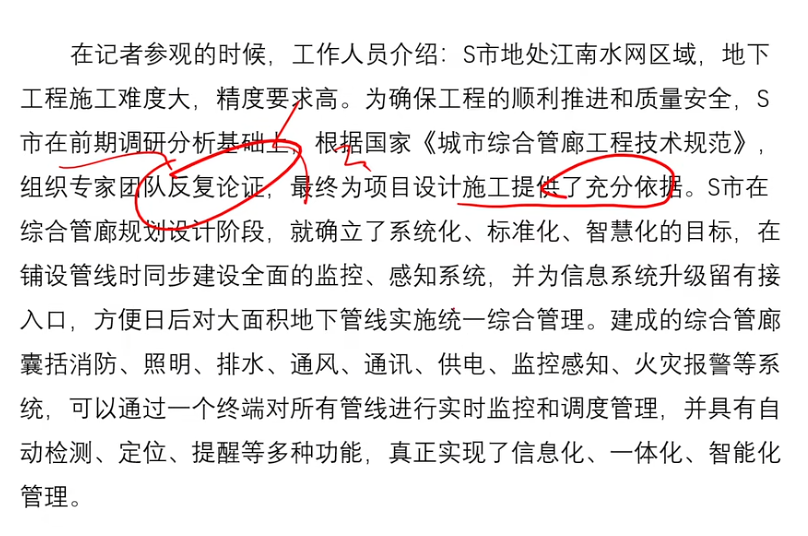 在记者参观的时候，工作人员介绍：S市地处江南水网区域，地下
工程施工难度大，精度要求高。为确保工程的顺利推进和质量安全，S
市在前期调研分析基础上，根据国家《城市综合管廊工程技术规范》，
组织专家团队反复论证，最终为项目设计施工提供了充分依据。S市在
综合管廊规划设计阶段，就确立了系统化、标准化、智慧化的目标，在
铺设管线时同步建设全面的监控、感知系统，并为信息系统升级留有接
入口，方便日后对大面积地下管线实施统一综合管理。建成的综合管廊
囊括消防、照明、排水、通风、通讯、供电、监控感知、火灾报警等系
统，可以通过一个终端对所有管线进行实时监控和调度管理，并具有自
动检测、定位、提醒等多种功能，真正实现了信息化、一体化、智能化
管理。